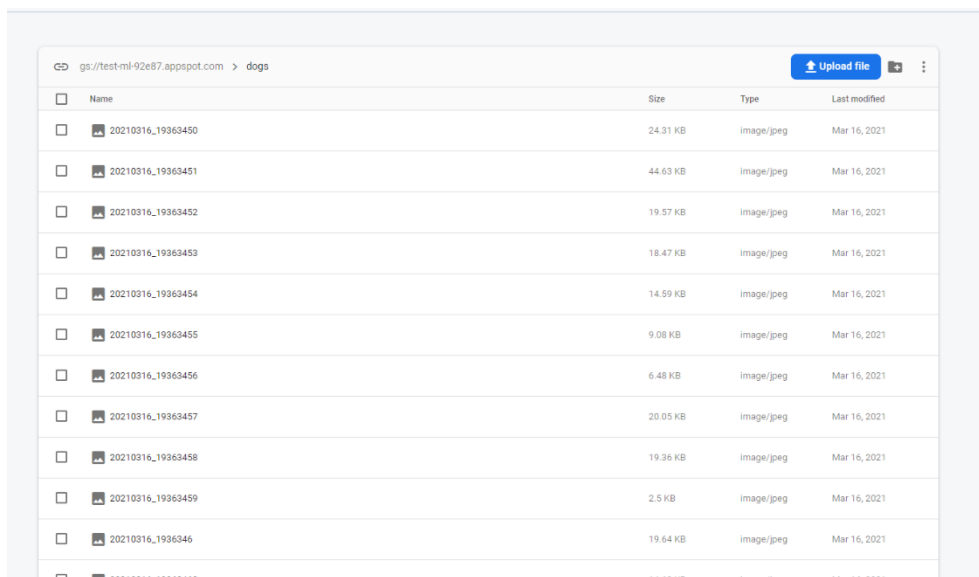 gs://test-ml-92e87.appspot.com > dogs Upload file
Name Size Type Last modified
20210316_19363450 24.31 KB image/jpeg Mar 16, 2021
20210316_19363451 44.63 KB image/jpeg Mar 16, 2021
20210316_19363452 19.57 KB image/jpeg Mar 16, 2021
20210316_19363453 18.47 KB image/jpeg Mar 16, 2021
20210316_19363454 14.59 KB image/jpeg Mar 16, 2021
20210316_19363455 9.08 KB image/jpeg Mar 16, 2021
20210316_19363456 6.48 KB image/jpeg Mar 16, 2021
20210316_19363457 20.05 KB image/jpeg Mar 16, 2021
20210316_19363458 19.36 KB image/jpeg Mar 16, 2021
20210316_19363459 2.5 KB image/jpeg Mar 16, 2021
20210316_1936346 19.64 KB image/jpeg Mar 16, 2021